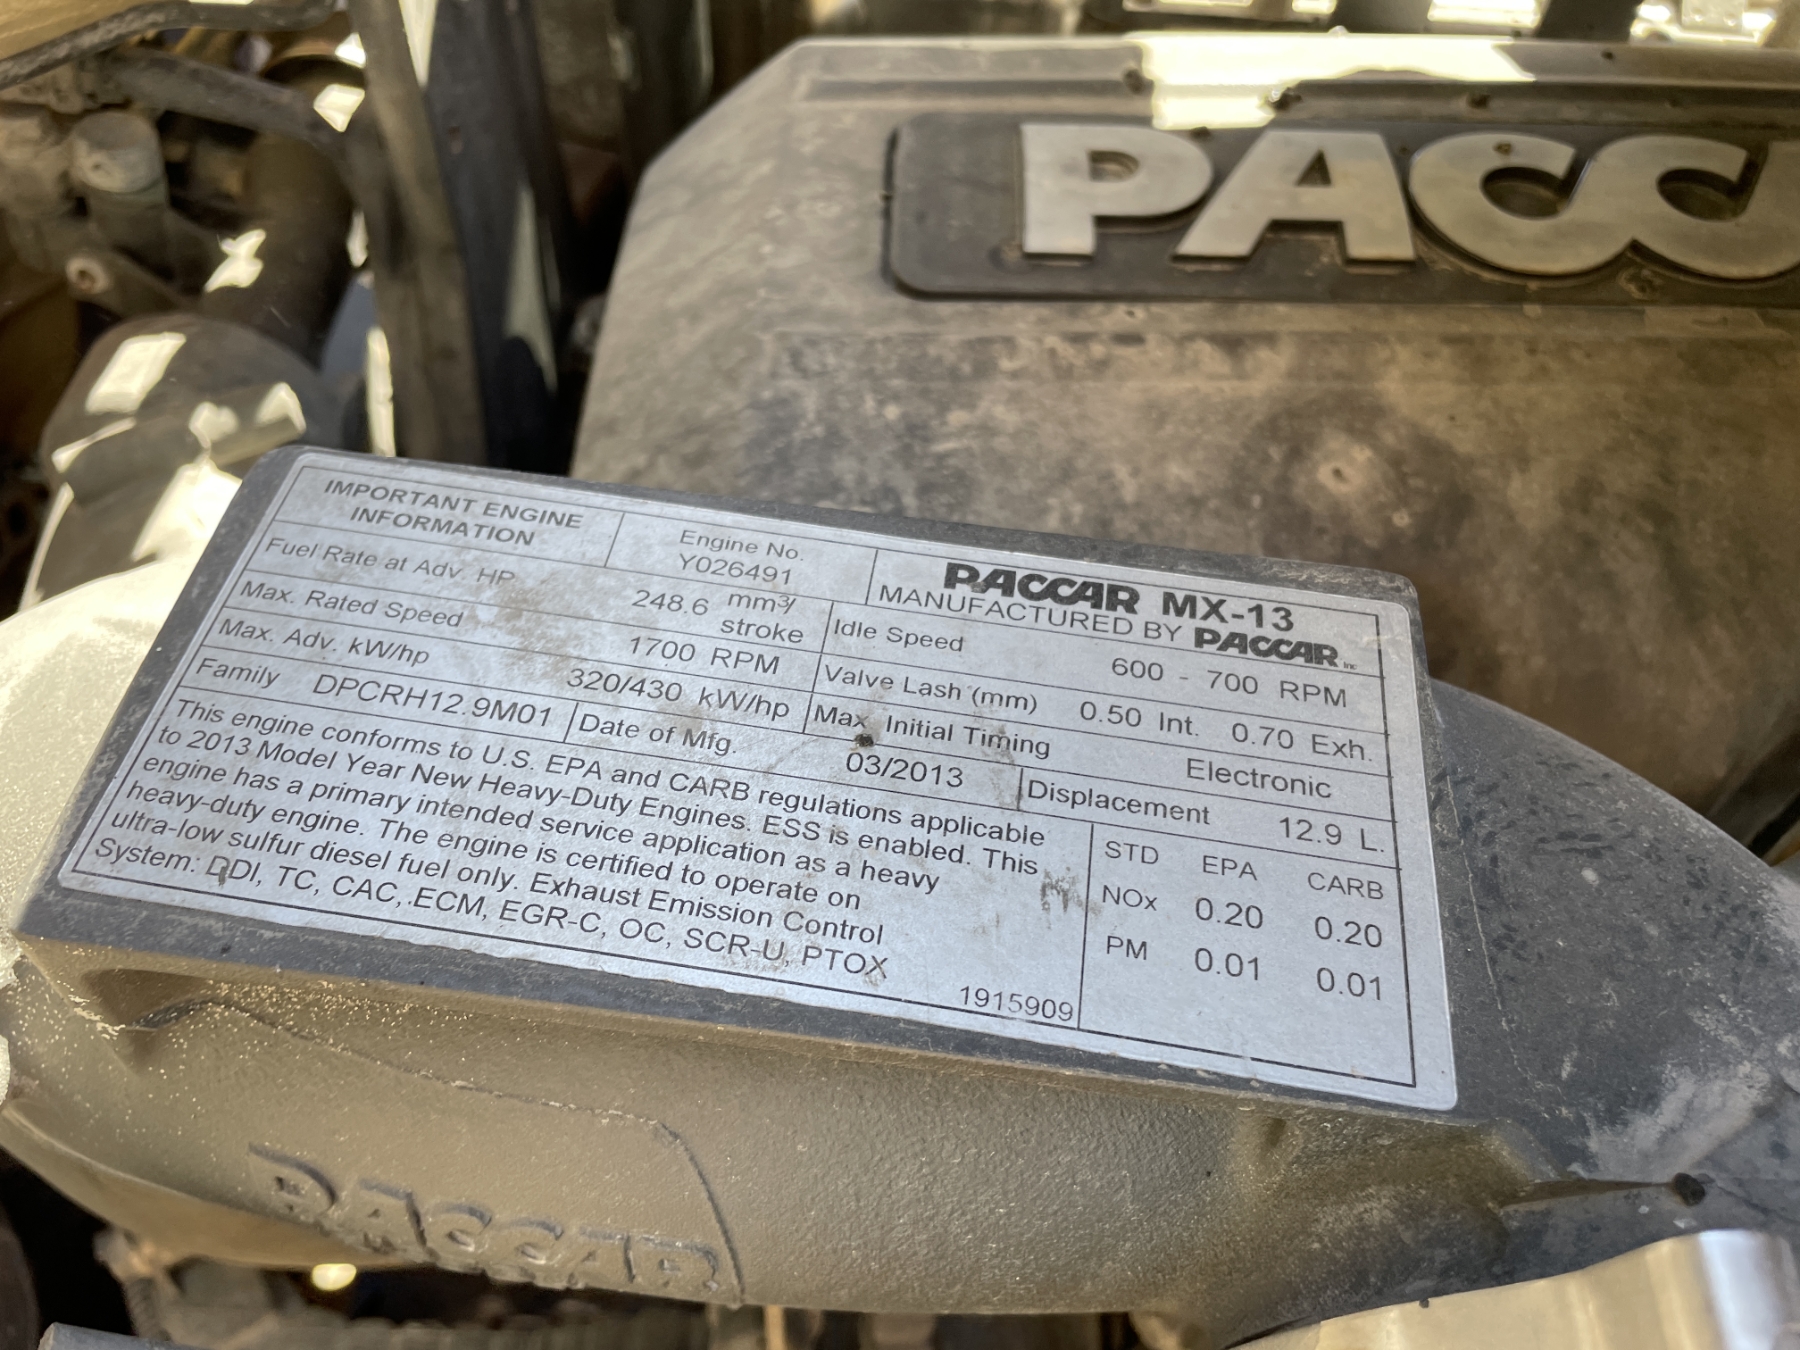 PACC
IMPORTANT ENGINE
INFORMATION
Engine No.
Y026491
PACCAR MX-13
MANUFACTURED BY PACCAR Inc
Fuel Rate at Adv. HP 248.6 mm3/
stroke
Idle Speed 600 - 700 RPM
Max. Rated Speed 1700 RPM
Valve Lash (mm) 0.50 Int. 0.70 Exh.
Max. Adv. kW/hp 320/430 kW/hp
Max. Initial Timing Electronic
Family DPCRH12.9M01
Date of Mfg. 03/2013
Displacement 12.9 L.
This engine conforms to U.S. EPA and CARB regulations applicable
to 2013 Model Year New Heavy-Duty Engines. ESS is enabled. This
engine has a primary intended service application as a heavy
heavy-duty engine. The engine is certified to operate on
ultra-low sulfur diesel fuel only. Exhaust Emission Control
System: DDI, TC, CAC, ECM, EGR-C, OC, SCR-U, PTOX
1915909
STD EPA CARB
NOx 0.20 0.20
PM 0.01 0.01
PACCAR